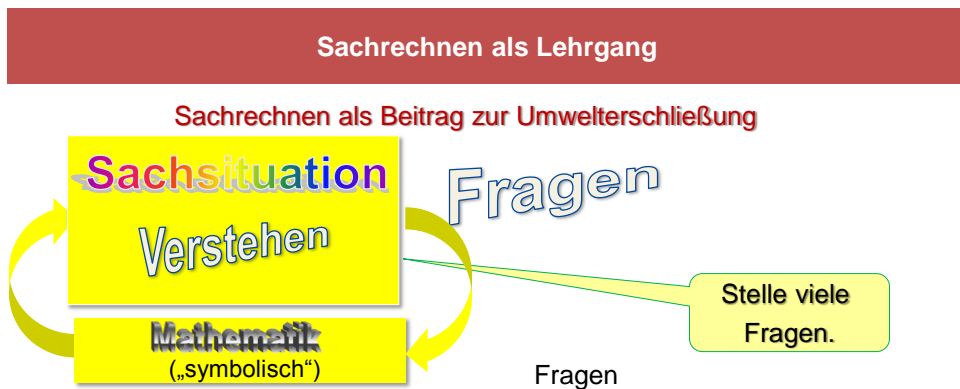 Sachrechnen als Lehrgang
Sachrechnen als Beitrag zur Umwelterschließung
Sachsituation
Fragen
Verstehen
Stelle viele
Fragen.
Mathematik
(„symbolisch“)
Fragen